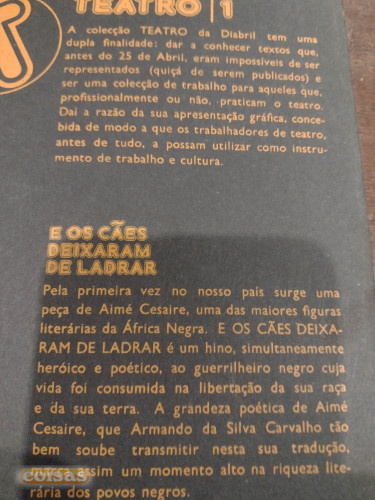 TEATRO | 1
A colecção TEATRO da Diabril tem uma
dupla finalidade: dar a conhecer textos que,
antes do 25 de Abril, eram impossíveis de ser
representados (quiçá de serem publicados) e
ser uma colecção de trabalho para aqueles que,
profissionalmente ou não, praticam o teatro.
Daí a razão da sua apresentação gráfica, conce-
bida de modo a que os trabalhadores de teatro,
antes de tudo, a possam utilizar como instru-
mento de trabalho e cultura.
E OS CÃES
DEIXARAM
DE LADRAR
Pela primeira vez no nosso país surge uma
peça de Aimé Cesaire, uma das maiores figuras
literárias da África Negra. E OS CÃES DEIXA-
RAM DE LADRAR é um hino, simultaneamente
heróico e poético, ao guerrilheiro negro cuja
vida foi consumida na libertação da sua raça
e da sua terra. A grandeza poética de Aimé
Cesaire, que Armando da Silva Carvalho tão
bem soube transmitir nesta sua tradução,
assim um momento alto na riqueza lite-
rária dos povos negros.
coisas